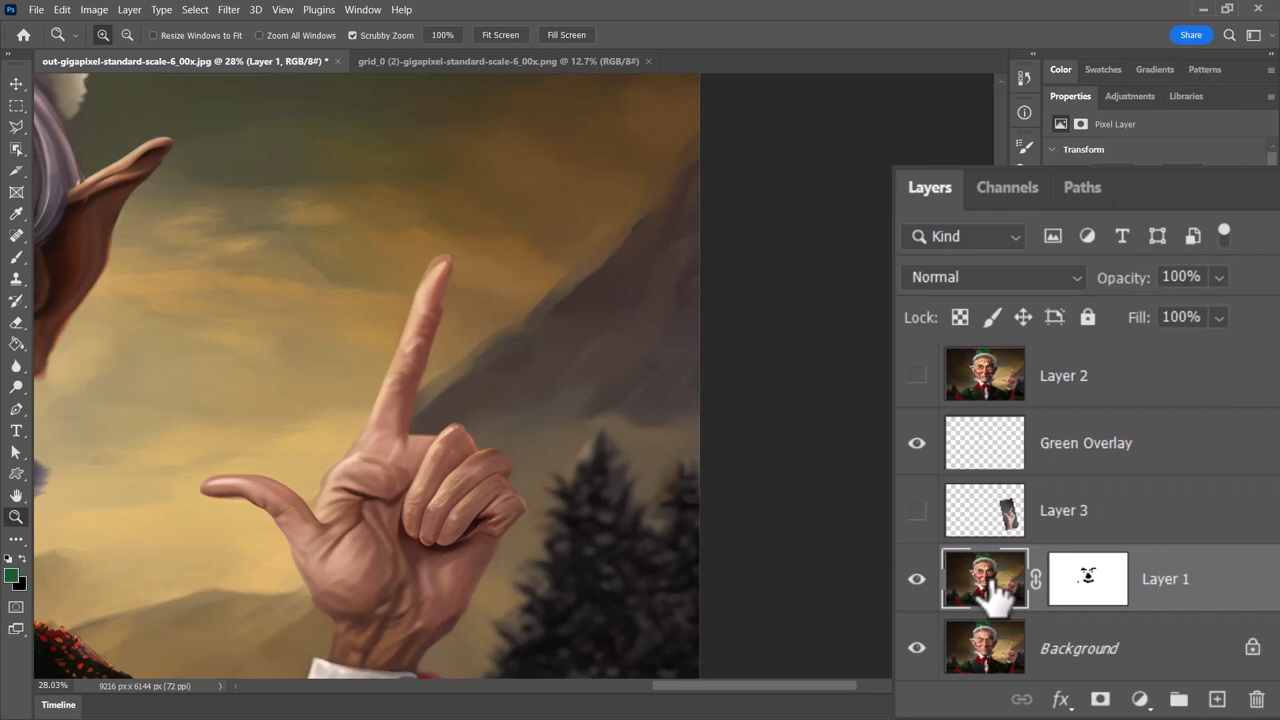 Ps File Edit Image Layer Type Select Filter 3D View Plugins Window Help
Resize Windows to Fit Zoom All Windows Scrubby Zoom 100% Fit Screen Fill Screen Share
out-gigapixel-standard-scale-6_00x.jpg @ 28% (Layer 1, RGB/8#) * grid_0 (2)-gigapixel-standard-scale-6_00x.png @ 12.7% (RGB/8#)
Color Swatches Gradients Patterns
Properties Adjustments Libraries
Pixel Layer
Transform
Layers Channels Paths
Kind
Normal Opacity: 100%
Lock: Fill: 100%
Layer 2
Green Overlay
Layer 3
Layer 1
Background
fx
28.03% 9216 px x 6144 px (72 ppi)
Timeline